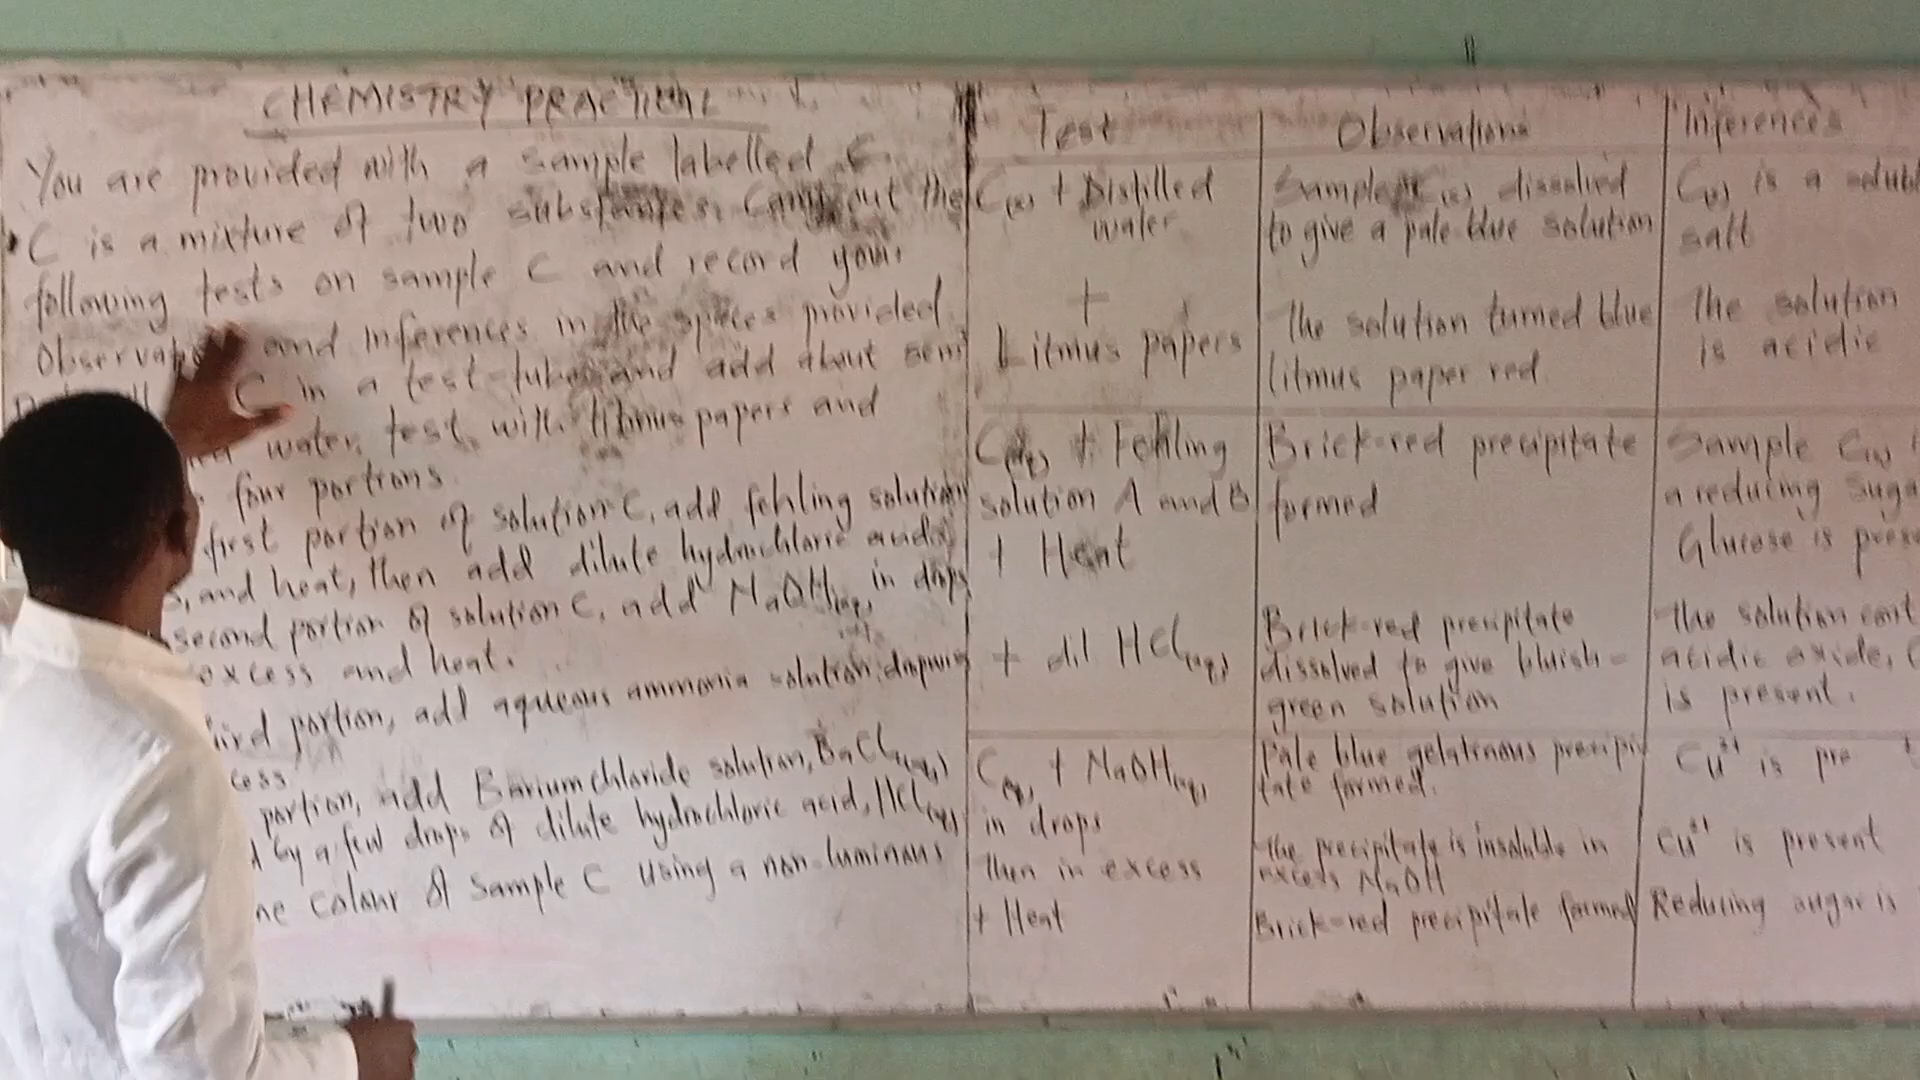 CHEMISTRY PRACTICAL
You are provided with a sample labelled C.
C is a mixture of two substances. Carry out the
following tests on sample C and record your
Observations and inferences in the spaces provided
C in a test-tube and add about 5cm³
water, test with litmus papers and
four portions.
first portion of solution C, add fehling solution
and heat, then add dilute hydrochloric acid
second portion of solution C, add NaOH(aq) in drops
excess and heat.
third portion, add aqueous ammonia solution
portion, add Barium chloride solution, BaCl₂(aq)
by a few drops of dilute hydrochloric acid, HCl(aq)
colour of sample C using a non-luminous
Test
C(s) + Distilled
water
+
Litmus papers
C(aq) + Fehling
solution A and B
+ Heat
+ dil HCl(aq)
C(aq) + NaOH(aq)
in drops
then in excess
+ Heat
Observations
Sample C(s) dissolved
to give a pale blue solution
The solution turned blue
litmus paper red
Brick-red precipitate
formed
Brick-red precipitate
dissolved to give bluish-
green solution
Pale blue gelatenous precipi
tate formed.
The precipitate is insoluble in
excess NaOH
Brick-red precipitate formed
Inferences
C(s) is a
salt
The solution
is acidic
Sample C(s)
a reducing
Glucose is
The solution
acidic oxide,
is present.
Cu²⁺ is
Cu²⁺ is present
Reducing sugar is